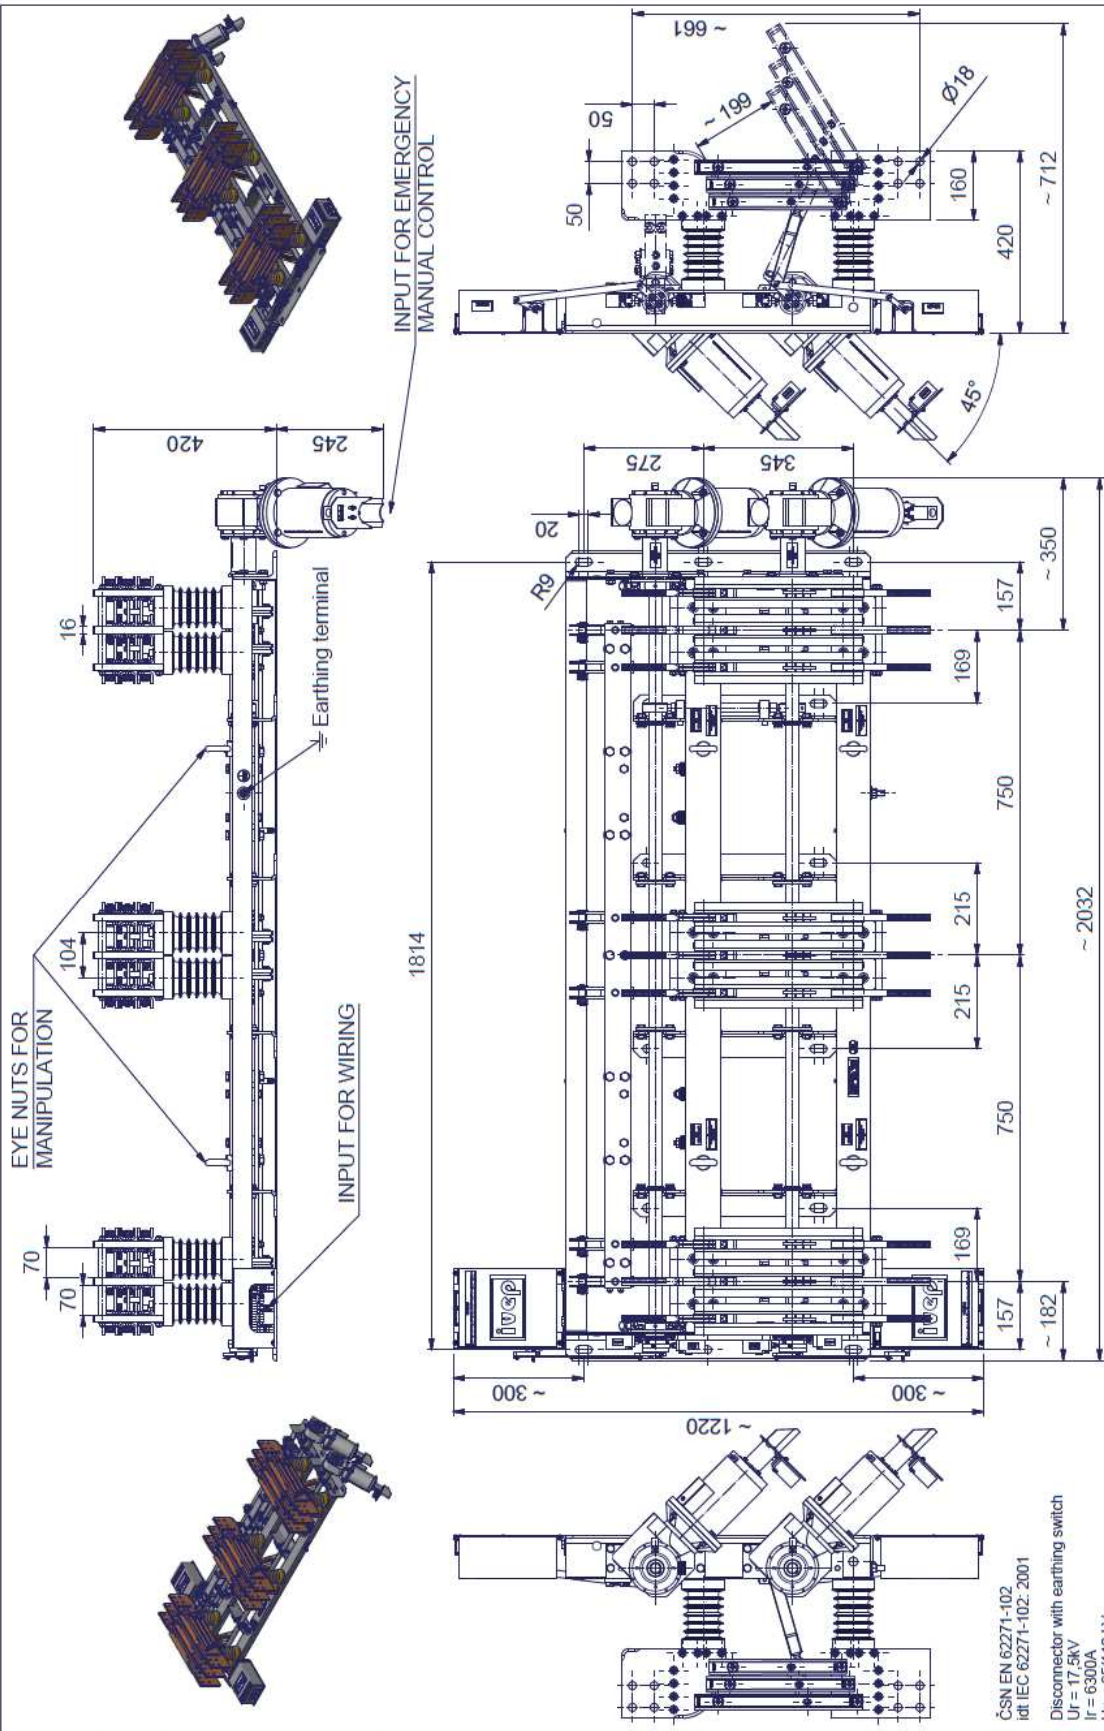 EYE NUTS FOR
MANIPULATION
70
70
104
16
420
245
INPUT FOR WIRING
Earthing terminal
INPUT FOR EMERGENCY
MANUAL CONTROL
1814
R9
20
275
345
~ 300
~ 300
~ 1220
ivep
ivep
157
169
215
215
169
157
~ 182
750
750
~ 350
~ 2032
~ 661
50
50
~ 199
Ø18
160
420
~ 712
45°
ČSN EN 62271-102
idt IEC 62271-102: 2001
Disconnector with earthing switch
Ur = 17,5kV
Ir = 6300A